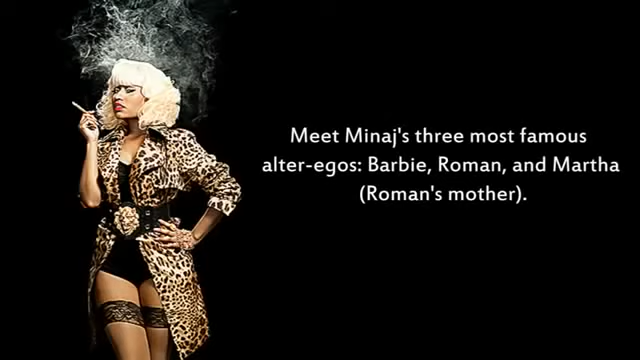 Meet Minaj's three most famous
alter-egos: Barbie, Roman, and Martha
(Roman's mother).